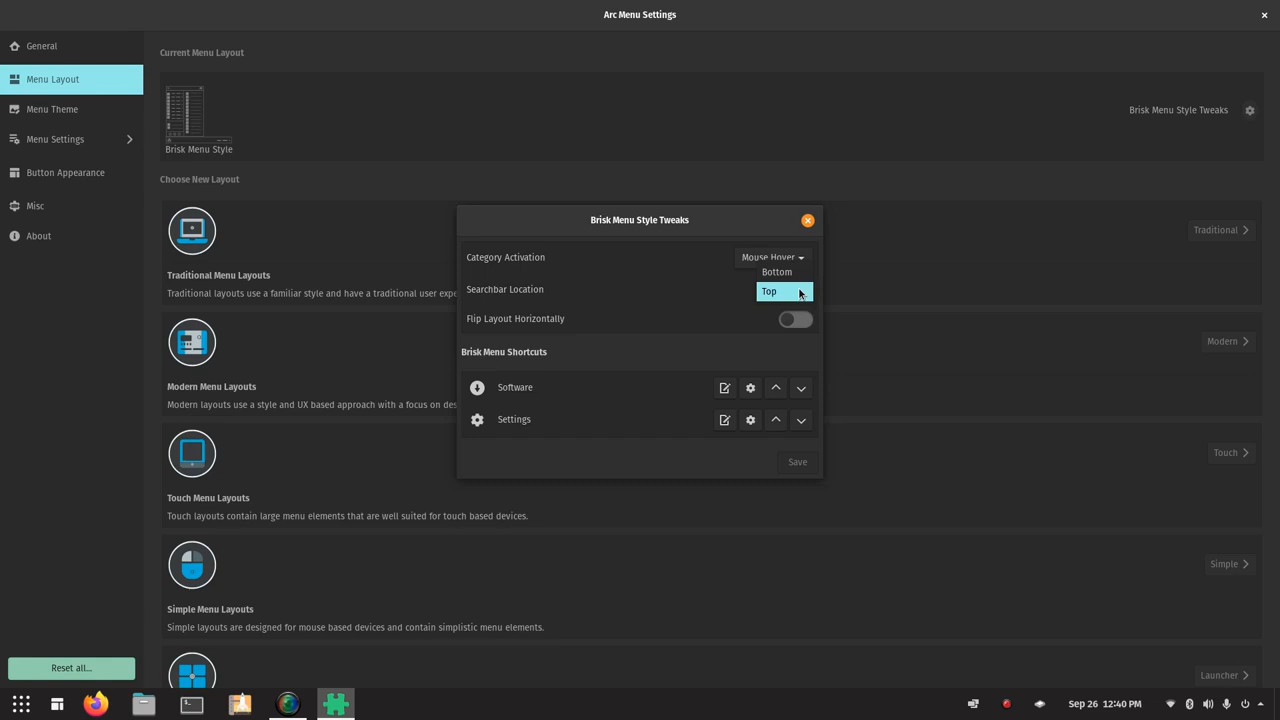 Arc Menu Settings
General
Menu Layout
Menu Theme
Menu Settings
Button Appearance
Misc
About
Reset all...
Current Menu Layout
Brisk Menu Style
Brisk Menu Style Tweaks
Choose New Layout
Traditional Menu Layouts
Traditional layouts use a familiar style and have a traditional user expe
Traditional
Modern Menu Layouts
Modern layouts use a style and UX based approach with a focus on des
Modern
Touch Menu Layouts
Touch layouts contain large menu elements that are well suited for touch based devices.
Touch
Simple Menu Layouts
Simple layouts are designed for mouse based devices and contain simplistic menu elements.
Simple
Launcher
Brisk Menu Style Tweaks
Category Activation
Mouse Hover
Bottom
Searchbar Location
Top
Flip Layout Horizontally
Brisk Menu Shortcuts
Software
Settings
Save
Sep 26 12:40 PM